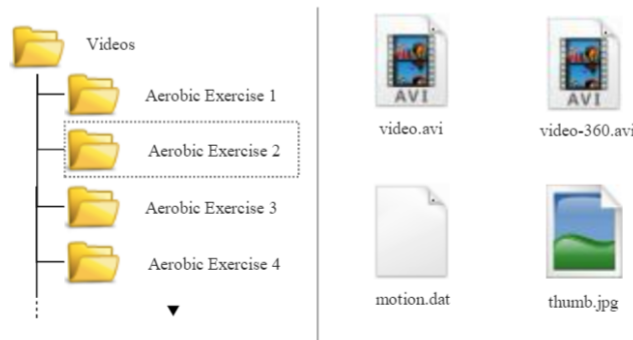 Videos
Aerobic Exercise 1
Aerobic Exercise 2
Aerobic Exercise 3
Aerobic Exercise 4
AVI
video.avi
AVI
video-360.avi
motion.dat
thumb.jpg